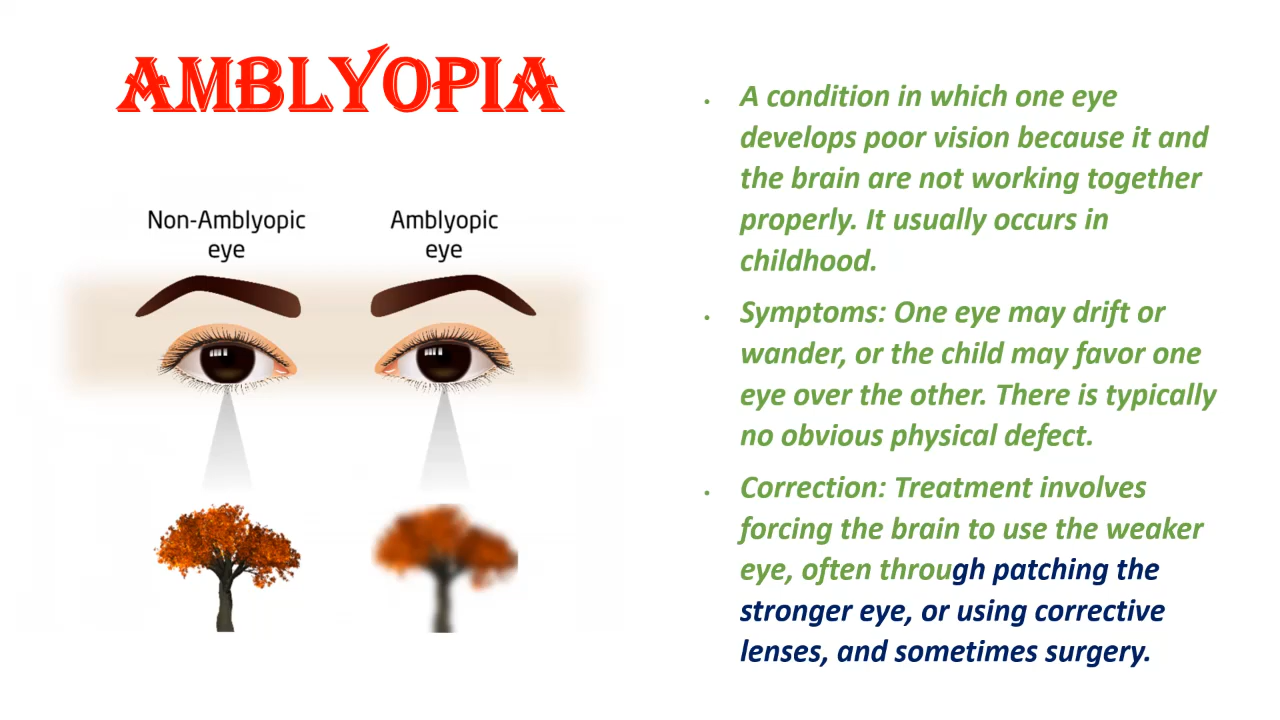 AMBLYOPIA
Non-Amblyopic
eye
Amblyopic
eye
• A condition in which one eye
develops poor vision because it and
the brain are not working together
properly. It usually occurs in
childhood.
• Symptoms: One eye may drift or
wander, or the child may favor one
eye over the other. There is typically
no obvious physical defect.
• Correction: Treatment involves
forcing the brain to use the weaker
eye, often through patching the
stronger eye, or using corrective
lenses, and sometimes surgery.